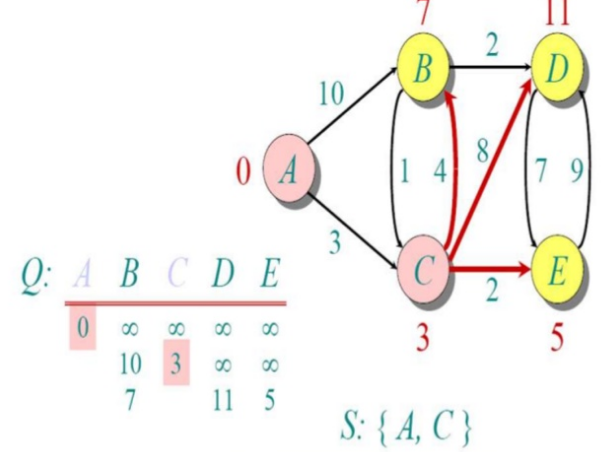 7 11
B 2 D
10
0 A 1 4 8 7 9
3
C 2 E
3 5
Q: A B C D E
0 ∞ ∞ ∞ ∞
10 3 ∞ ∞
7 11 5
S: { A, C }